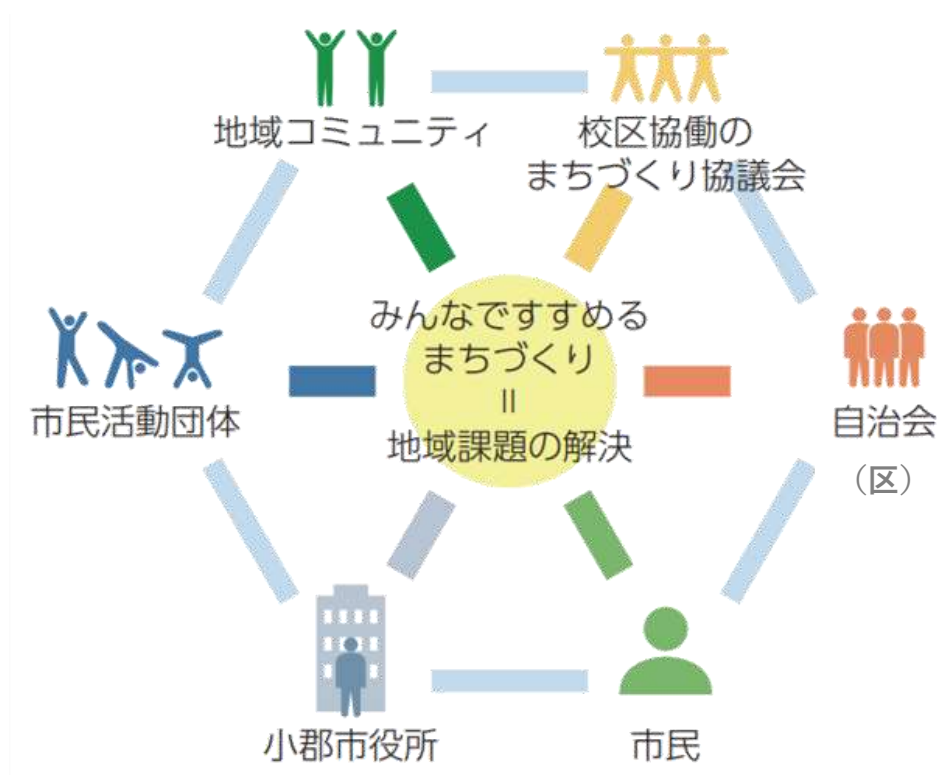 地域コミュニティ
校区協働の
まちづくり協議会
みんなですすめる
まちづくり
=
地域課題の解決
市民活動団体
自治会
（区）
小郡市役所
市民